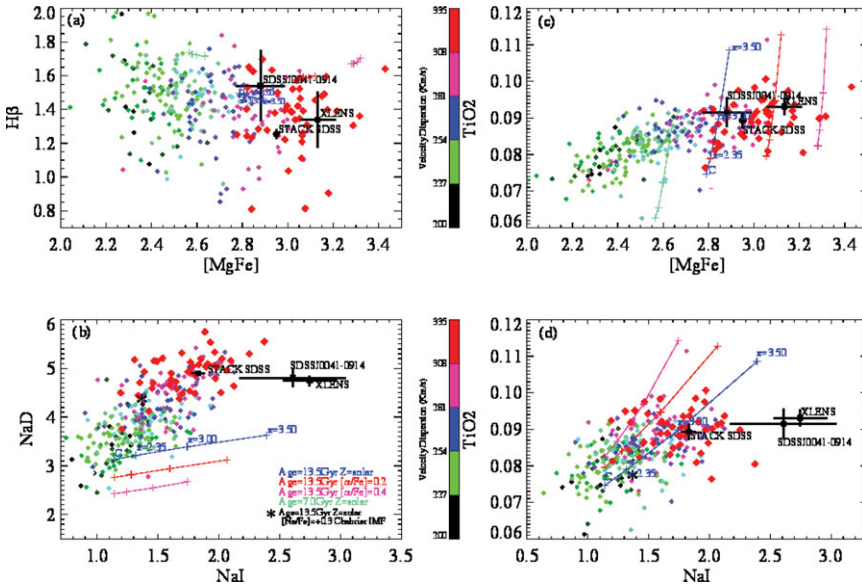 (a)
2.0
1.8
1.6
1.4
1.2
1.0
0.8
Hβ
SDSSJ0041-0914
XLENS
STACK SDSS
2.0 2.2 2.4 2.6 2.8 3.0 3.2 3.4
[MgFe]
335
308
265
227
200
Velocity Dispersion (Km/s)
(c)
0.12
0.11
0.10
0.09
0.08
0.07
0.06
TiO2
x=3.50
SDSSJ0041-0914
XLENS
x=3.00
STACK SDSS
x=2.35
C
2.0 2.2 2.4 2.6 2.8 3.0 3.2 3.4
[MgFe]
(b)
6
5
4
3
2
NaD
SDSSJ0041-0914
STACK SDSS
XLENS
C
2.35
x=3.00
x=3.50
Age=13.5Gyr Z=solar
Age=13.5Gyr [α/Fe]=0.2
Age=13.5Gyr [α/Fe]=0.4
Age=7.0Gyr Z=solar
Age=13.5Gyr Z=solar
[Na/Fe]=+0.3 Chabrier IMF
1.0 1.5 2.0 2.5 3.0
NaI
335
308
227
200
Velocity Dispersion (Km/s)
(d)
0.12
0.11
0.10
0.09
0.08
0.07
0.06
TiO2
x=3.50
XLENS
STACK SDSS
SDSSJ0041-0914
C
2.35
0.5 1.0 1.5 2.0 2.5 3.0 3.5
NaI